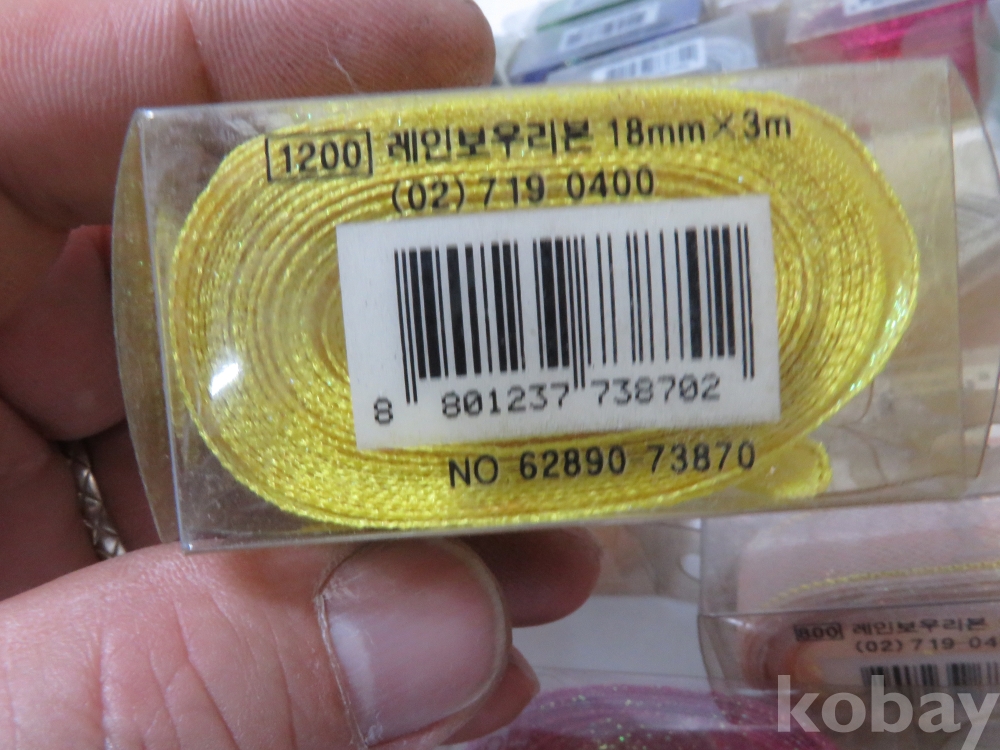 1200 레인보우리본 18mm×3m
(02) 719 0400
8 801237 738702
NO. 62890-73870
800 레인보우리본
(02) 719 04
kobay